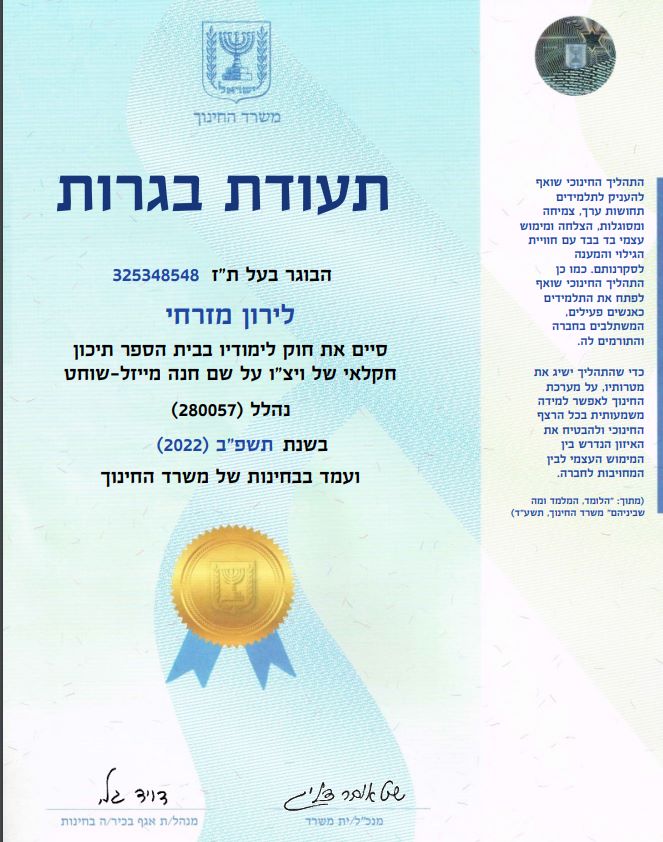 ישראל
משרד החינוך
תעודת בגרות
הבוגר בעל ת"ז 325348548
לירון מזרחי
סיים את חוק לימודיו בבית הספר תיכון
חקלאי של ויצ"ו על שם חנה מייזל-שוחט
נהלל (280057)
בשנת תשפ"ב (2022)
ועמד בבחינות של משרד החינוך
דויד גל
מנהל/ת אגף בכיר/ה בחינות
מנכ"ל/ית משרד
התהליך החינוכי שואף
להעניק לתלמידים
תחושות ערך, צמיחה
ומסוגלות, הצלחה ומימוש
עצמי בד בבד עם חוויית
הגילוי והמענה
לסקרנותם. כמו כן
התהליך החינוכי שואף
לפתח את התלמידים
כאנשים פעילים,
המשתלבים בחברה
והתורמים לה.
כדי שהתהליך ישיג את
מטרותיו, על מערכת
החינוך לאפשר למידה
משמעותית בכל הרצף
החינוכי ולהבטיח את
האיזון הנדרש בין
המימוש העצמי לבין
המחויבות לחברה.
(מתוך: "הלומד, המלמד ומה
שביניהם" משרד החינוך, תשע"ד)